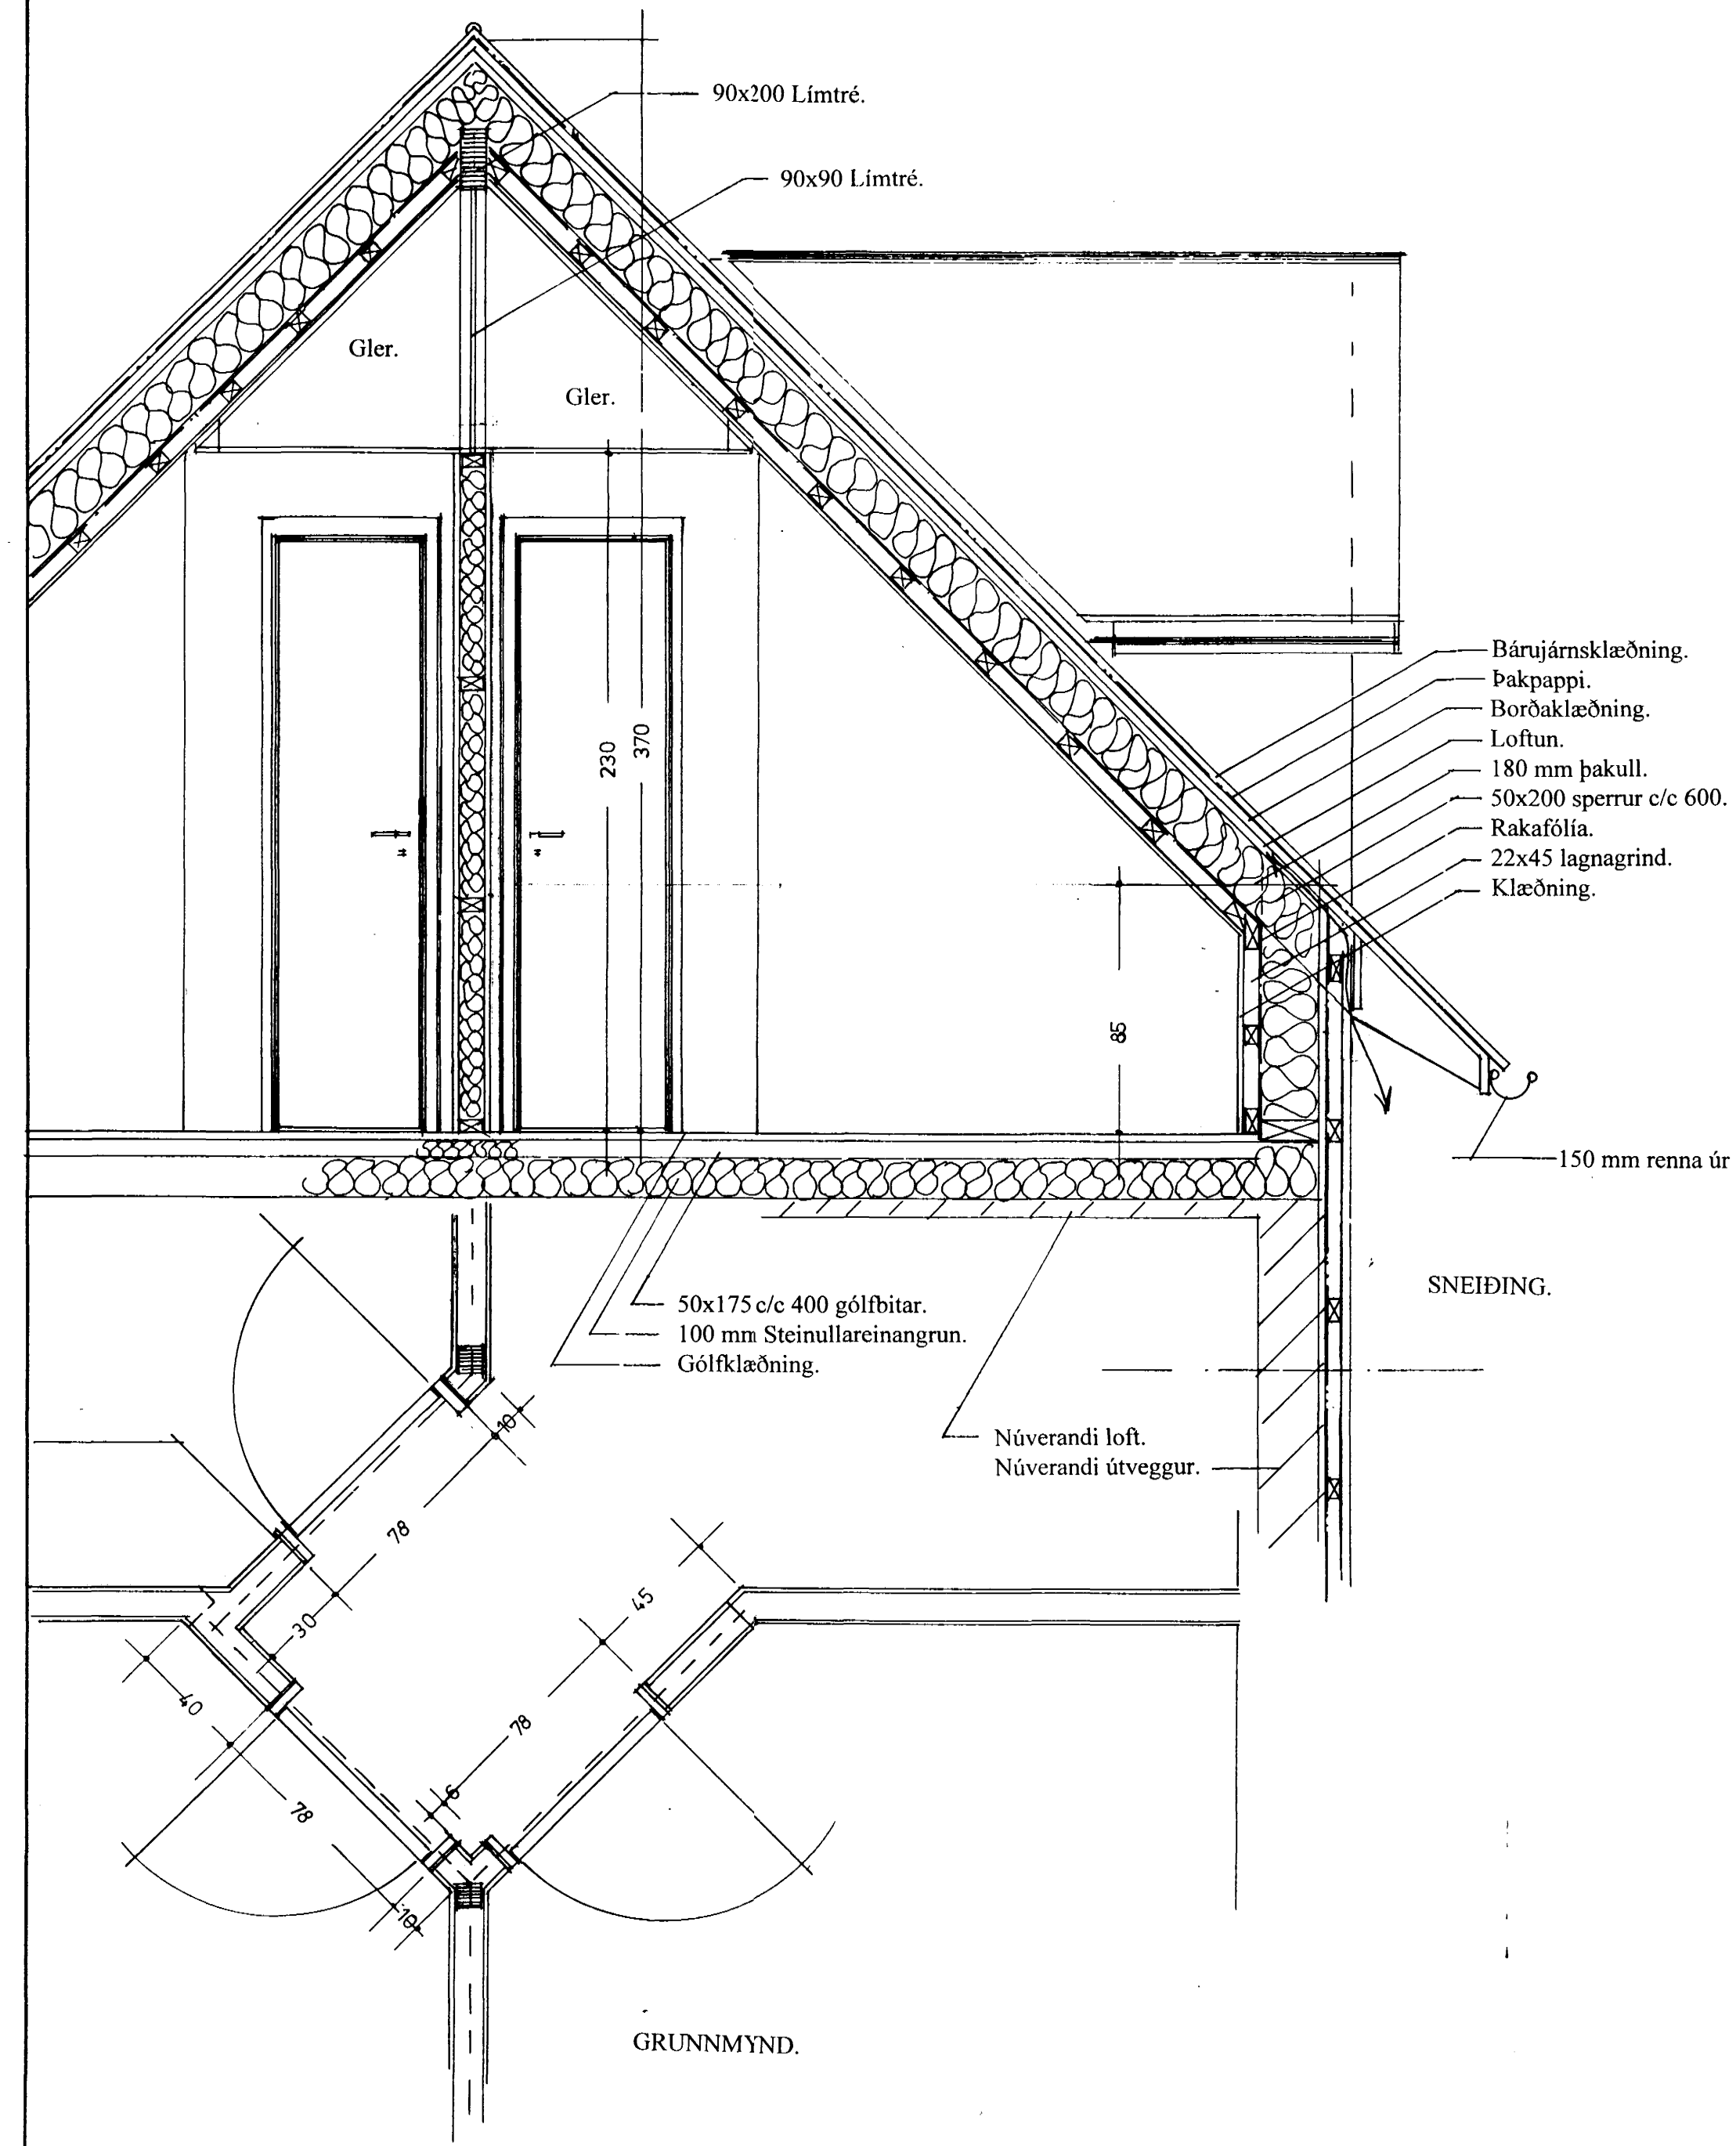 90x200 Límtré.
90x90 Límtré.
Gler.
Gler.
230
370
85
Bárujárnsklæðning.
Þakpappi.
Borðaklæðning.
Loftun.
180 mm þakull.
50x200 sperrur c/c 600.
Rakafólía.
22x45 lagnagrind.
Klæðning.
150 mm renna úr
SNEIÐING.
50x175 c/c 400 gólfbitar.
100 mm Steinullareinangrun.
Gólfklæðning.
Núverandi loft.
Núverandi útveggur.
10
78
30
45
40
78
78
6
10
GRUNNMYND.